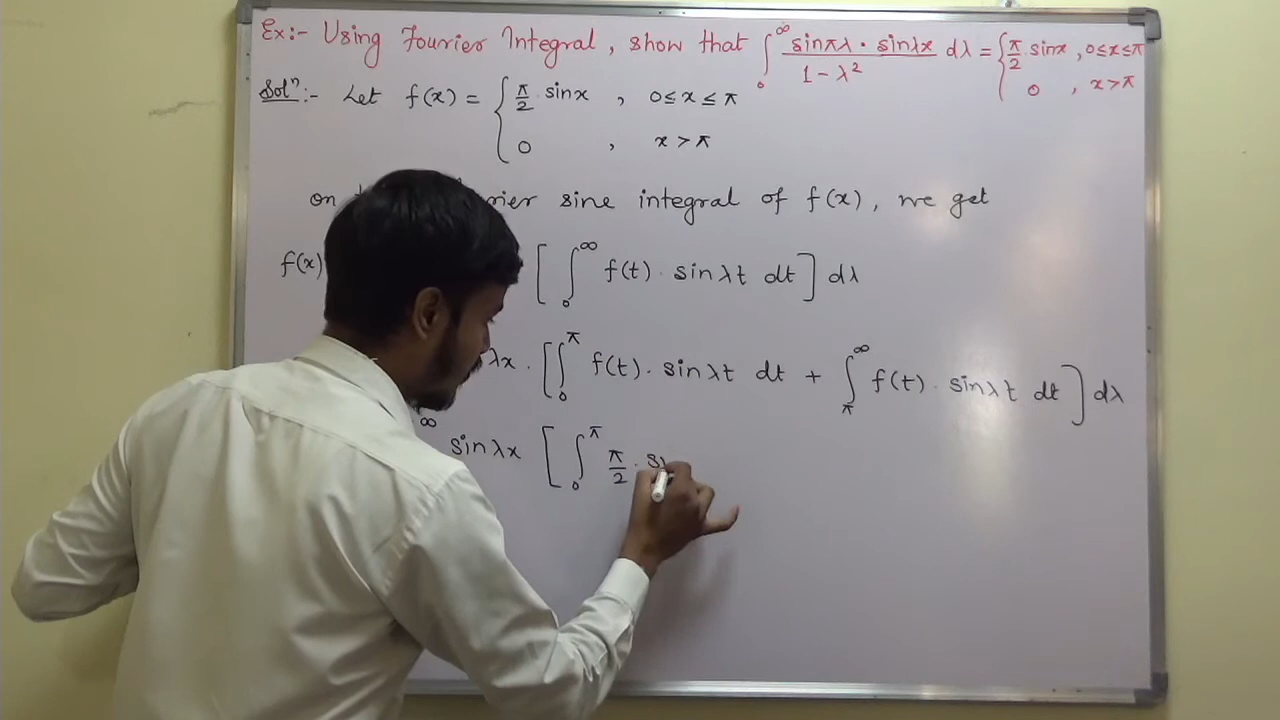 Ex:- Using Fourier Integral, show that ∫₀^∞ (sinπλ · sinλx)/(1 - λ²) dλ = { π/2 sinx , 0≤x≤π
0 , x>π
Solⁿ:- Let f(x) = { π/2 sinx , 0≤x≤π
0 , x>π
on sine integral of f(x), we get
f(x) [ ∫₀^∞ f(t) · sinλt dt ] dλ
λx · [ ∫₀^π f(t) · sinλt dt + ∫_π^∞ f(t) · sinλt dt ] dλ
∞ sinλx [ ∫₀^π π/2 ·